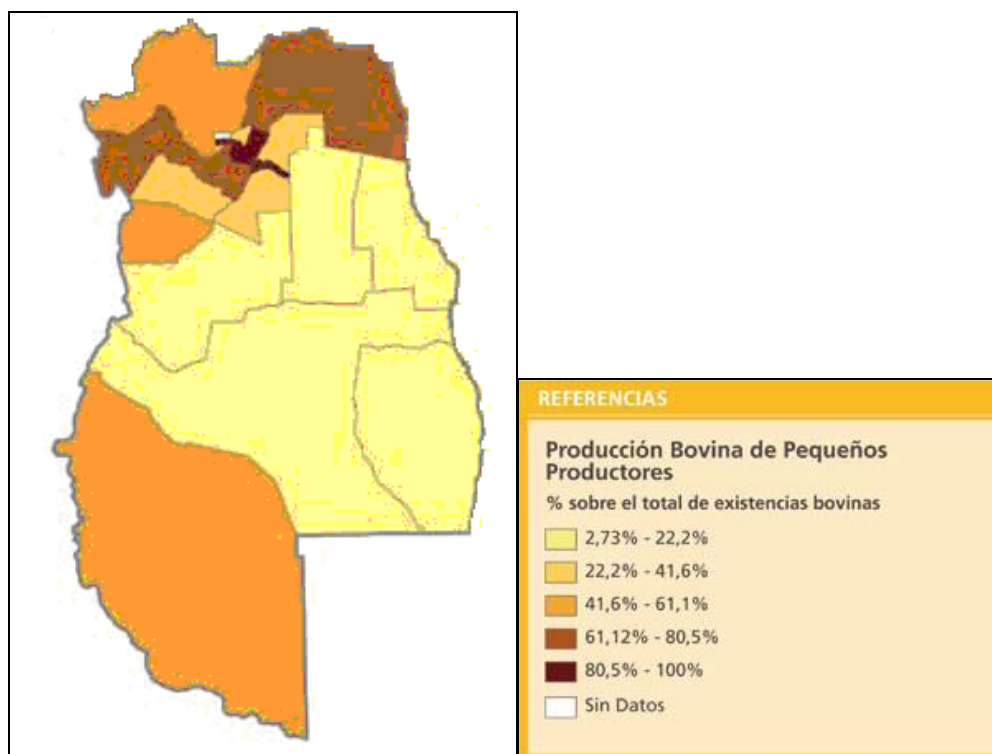 REFERENCIAS
Producción Bovina de Pequeños
Productores
% sobre el total de existencias bovinas
2,73% - 22,2%
22,2% - 41,6%
41,6% - 61,1%
61,12% - 80,5%
80,5% - 100%
Sin Datos